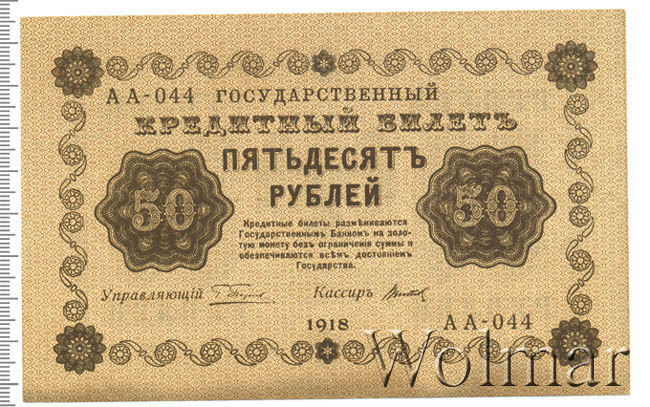 АА-044 ГОСУДАРСТВЕННЫЙ
КРЕДИТНЫЙ БИЛЕТЪ
ПЯТЬДЕСЯТЪ
РУБЛЕЙ
50
50
Кредитные билеты размѣниваются
Государственнымъ Банкомъ на золо-
тую монету безъ ограниченія суммы и
обезпечиваются всѣмъ достояніемъ
Государства.
Управляющій
Кассиръ
1918
АА-044
Wolmar